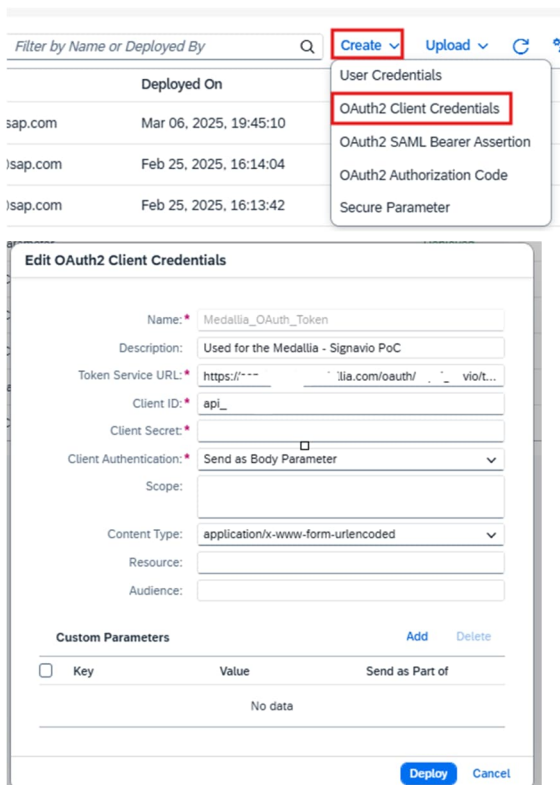 Filter by Name or Deployed By
Create
Upload
Deployed On
User Credentials
OAuth2 Client Credentials
sap.com
Mar 06, 2025, 19:45:10
OAuth2 SAML Bearer Assertion
)sap.com
Feb 25, 2025, 16:14:04
OAuth2 Authorization Code
)sap.com
Feb 25, 2025, 16:13:42
Secure Parameter
Edit OAuth2 Client Credentials
Name:* Medallia_OAuth_Token
Description: Used for the Medallia - Signavio PoC
Token Service URL:* https:/ llia.com/oauth/ vio/t...
Client ID:* api_
Client Secret:*
Client Authentication:* Send as Body Parameter
Scope:
Content Type: application/x-www-form-urlencoded
Resource:
Audience:
Custom Parameters
Add
Delete
Key
Value
Send as Part of
No data
Deploy
Cancel